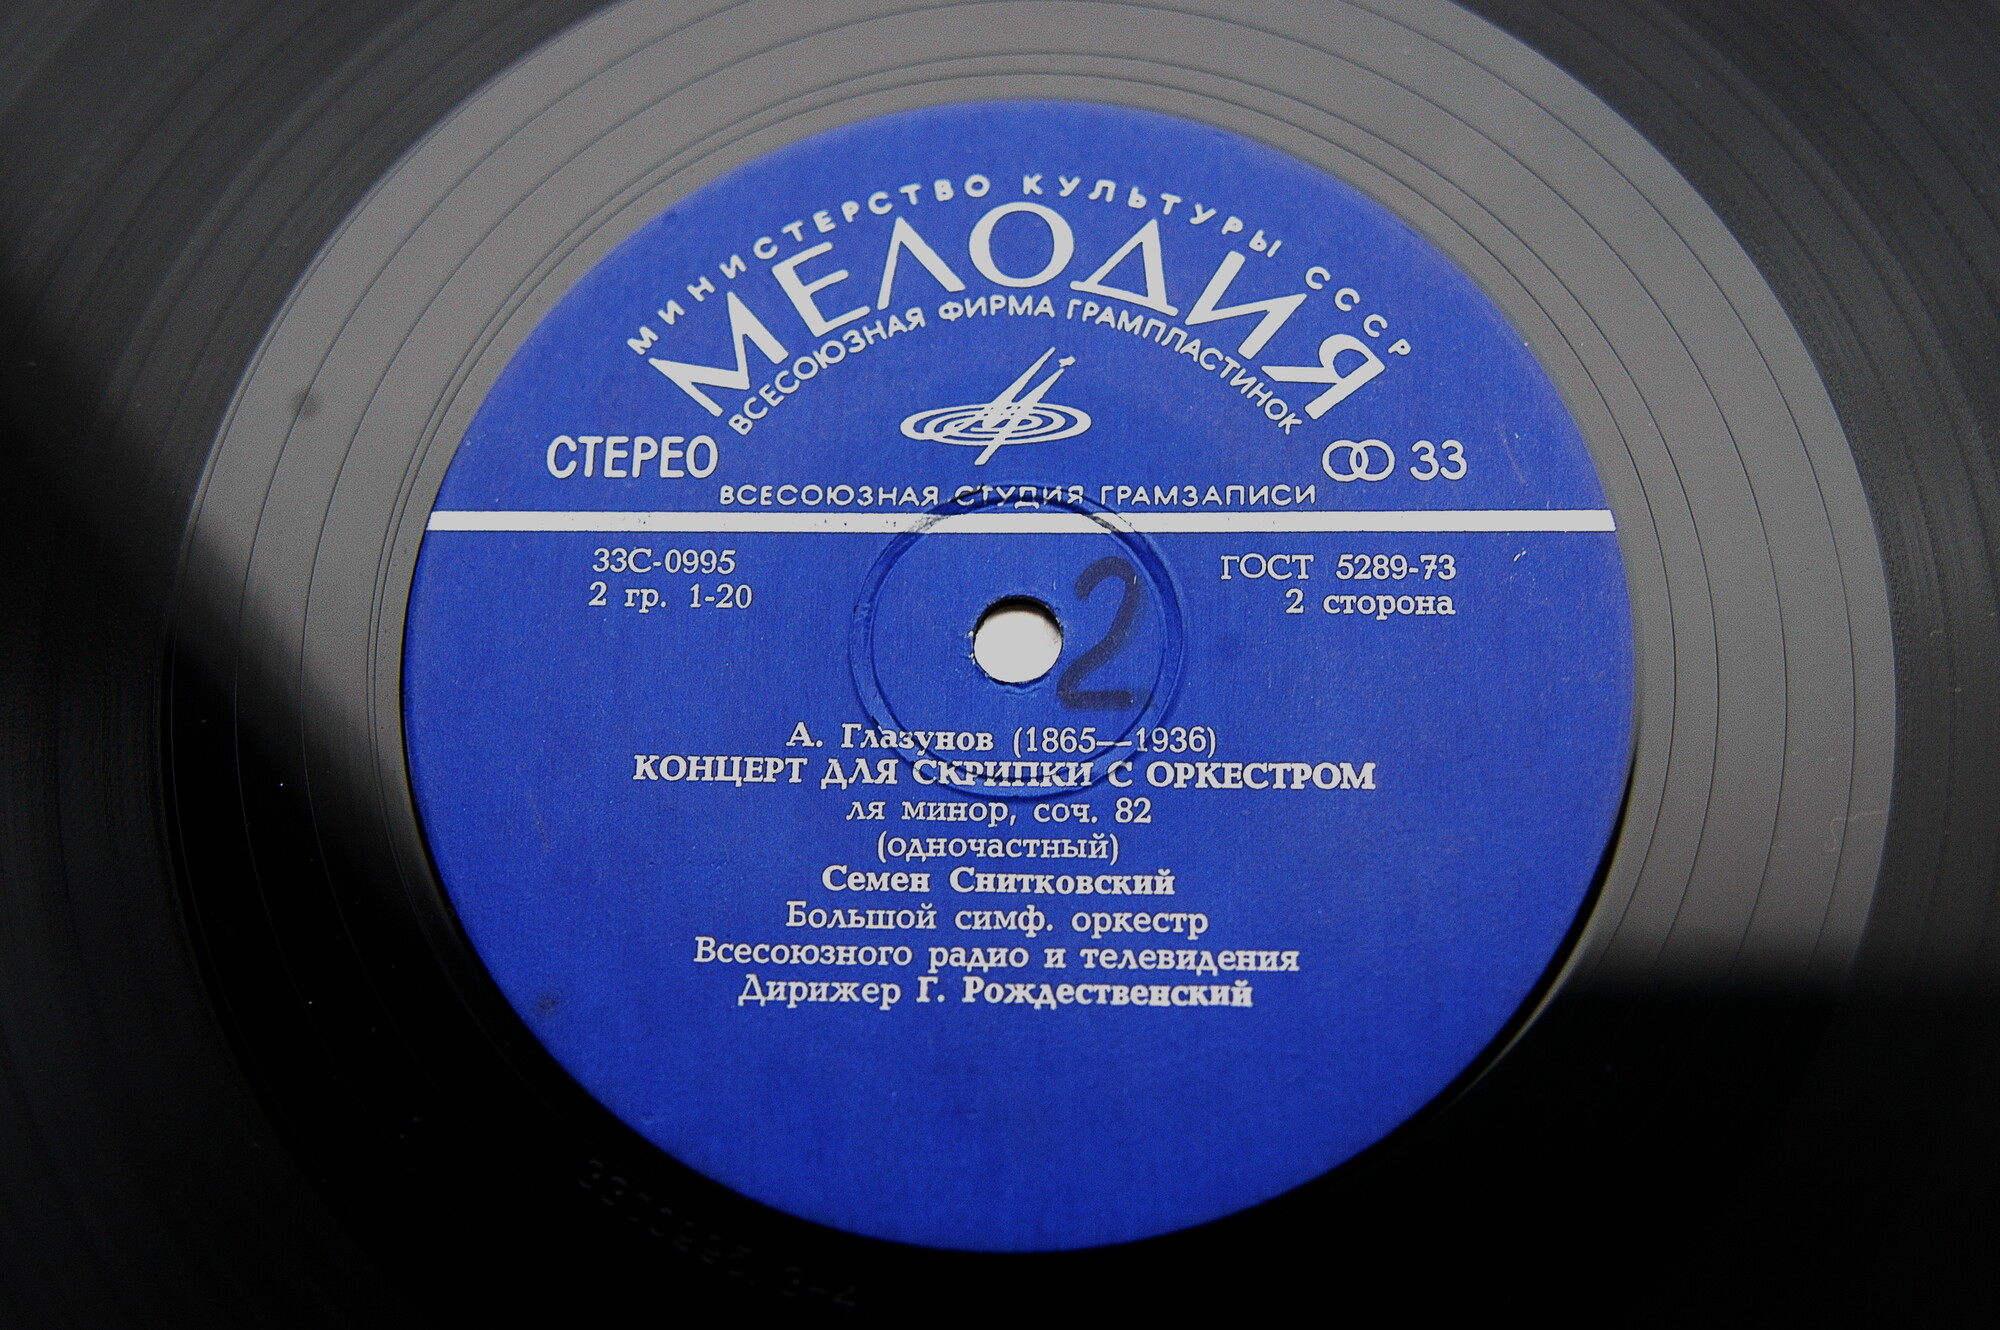 МИНИСТЕРСТВО КУЛЬТУРЫ СССР
МЕЛОДИЯ
ВСЕСОЮЗНАЯ ФИРМА ГРАМПЛАСТИНОК
СТЕРЕО
33
ВСЕСОЮЗНАЯ СТУДИЯ ГРАМЗАПИСИ
33С-0995
ГОСТ 5289-73
2 гр. 1-20
2 сторона
2
А. Глазунов (1865—1936)
КОНЦЕРТ ДЛЯ СКРИПКИ С ОРКЕСТРОМ
ля минор, соч. 82
(одночастный)
Семен Снитковский
Большой симф. оркестр
Всесоюзного радио и телевидения
Дирижер Г. Рождественский